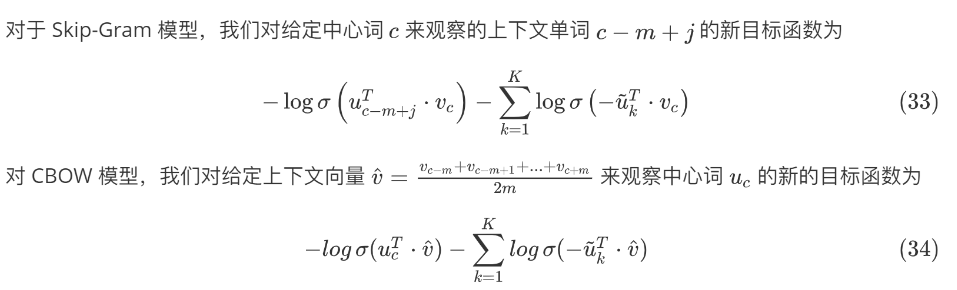 对于 Skip-Gram 模型，我们对给定中心词 c 来观察的上下文单词 c − m + j 的新目标函数为
− log σ (u_{c−m+j}^T · v_c) − ∑_{k=1}^K log σ (−ũ_k^T · v_c) (33)
对 CBOW 模型，我们对给定上下文向量 v̂ = \frac{v_{c−m}+v_{c−m+1}+…+v_{c+m}}{2m} 来观察中心词 u_c 的新的目标函数为
−log σ(u_c^T · v̂) − ∑_{k=1}^K log σ(−ũ_k^T · v̂) (34)